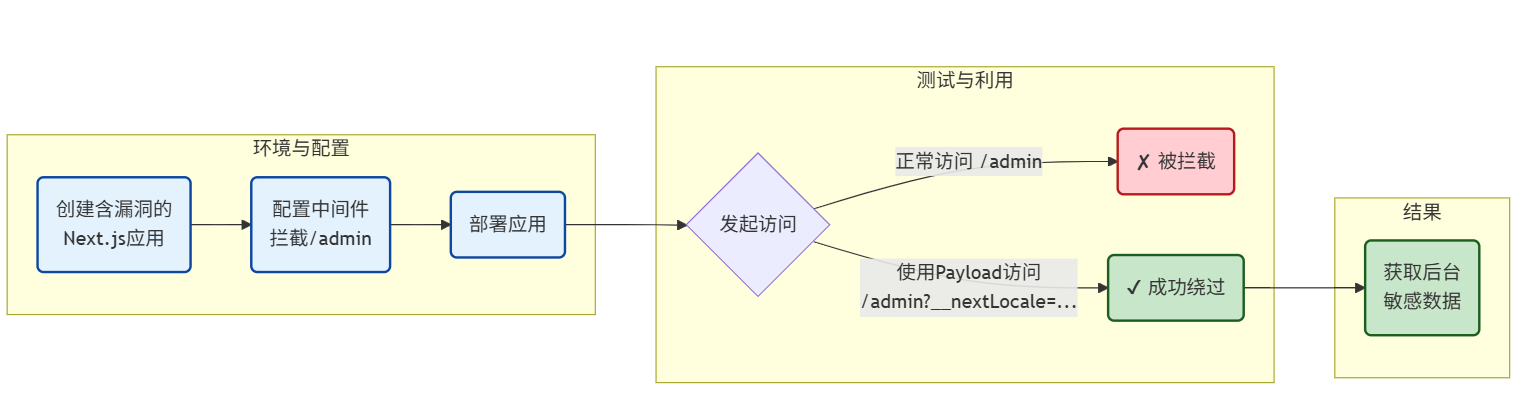 环境与配置
创建含漏洞的
Next.js应用
配置中间件
拦截/admin
部署应用
测试与利用
发起访问
正常访问 /admin
✘ 被拦截
使用Payload访问
/admin?__nextLocale=...
✓ 成功绕过
结果
获取后台
敏感数据